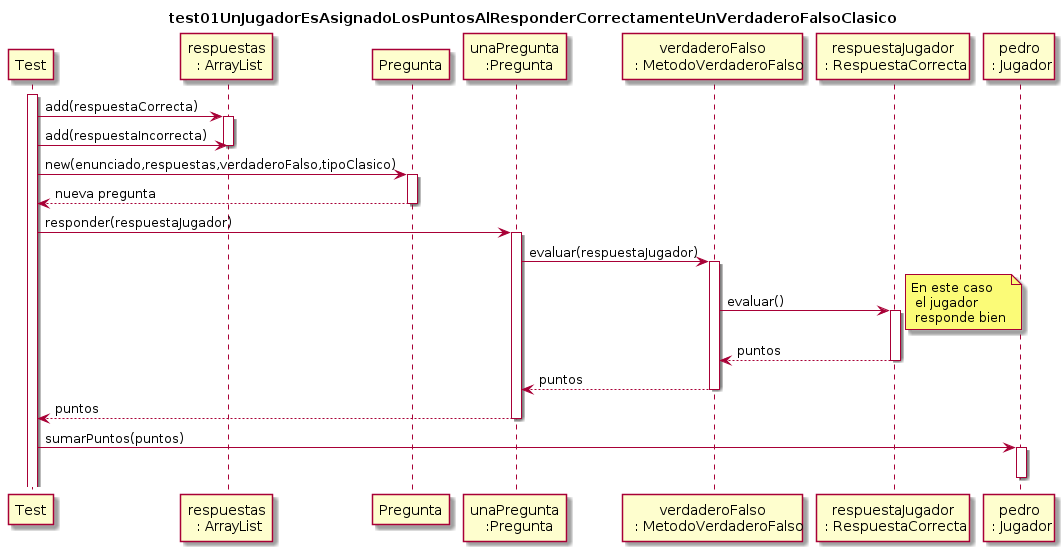 test01UnJugadorEsAsignadoLosPuntosAlResponderCorrectamenteUnVerdaderoFalsoClasico
Test
respuestas
: ArrayList
Pregunta
unaPregunta
:Pregunta
verdaderoFalso
: MetodoVerdaderoFalso
respuestaJugador
: RespuestaCorrecta
pedro
: Jugador
add(respuestaCorrecta)
add(respuestaIncorrecta)
new(enunciado,respuestas,verdaderoFalso,tipoClasico)
nueva pregunta
responder(respuestaJugador)
evaluar(respuestaJugador)
En este caso
el jugador
responde bien
evaluar()
puntos
puntos
puntos
sumarPuntos(puntos)
Test
respuestas
: ArrayList
Pregunta
unaPregunta
:Pregunta
verdaderoFalso
: MetodoVerdaderoFalso
respuestaJugador
: RespuestaCorrecta
pedro
: Jugador